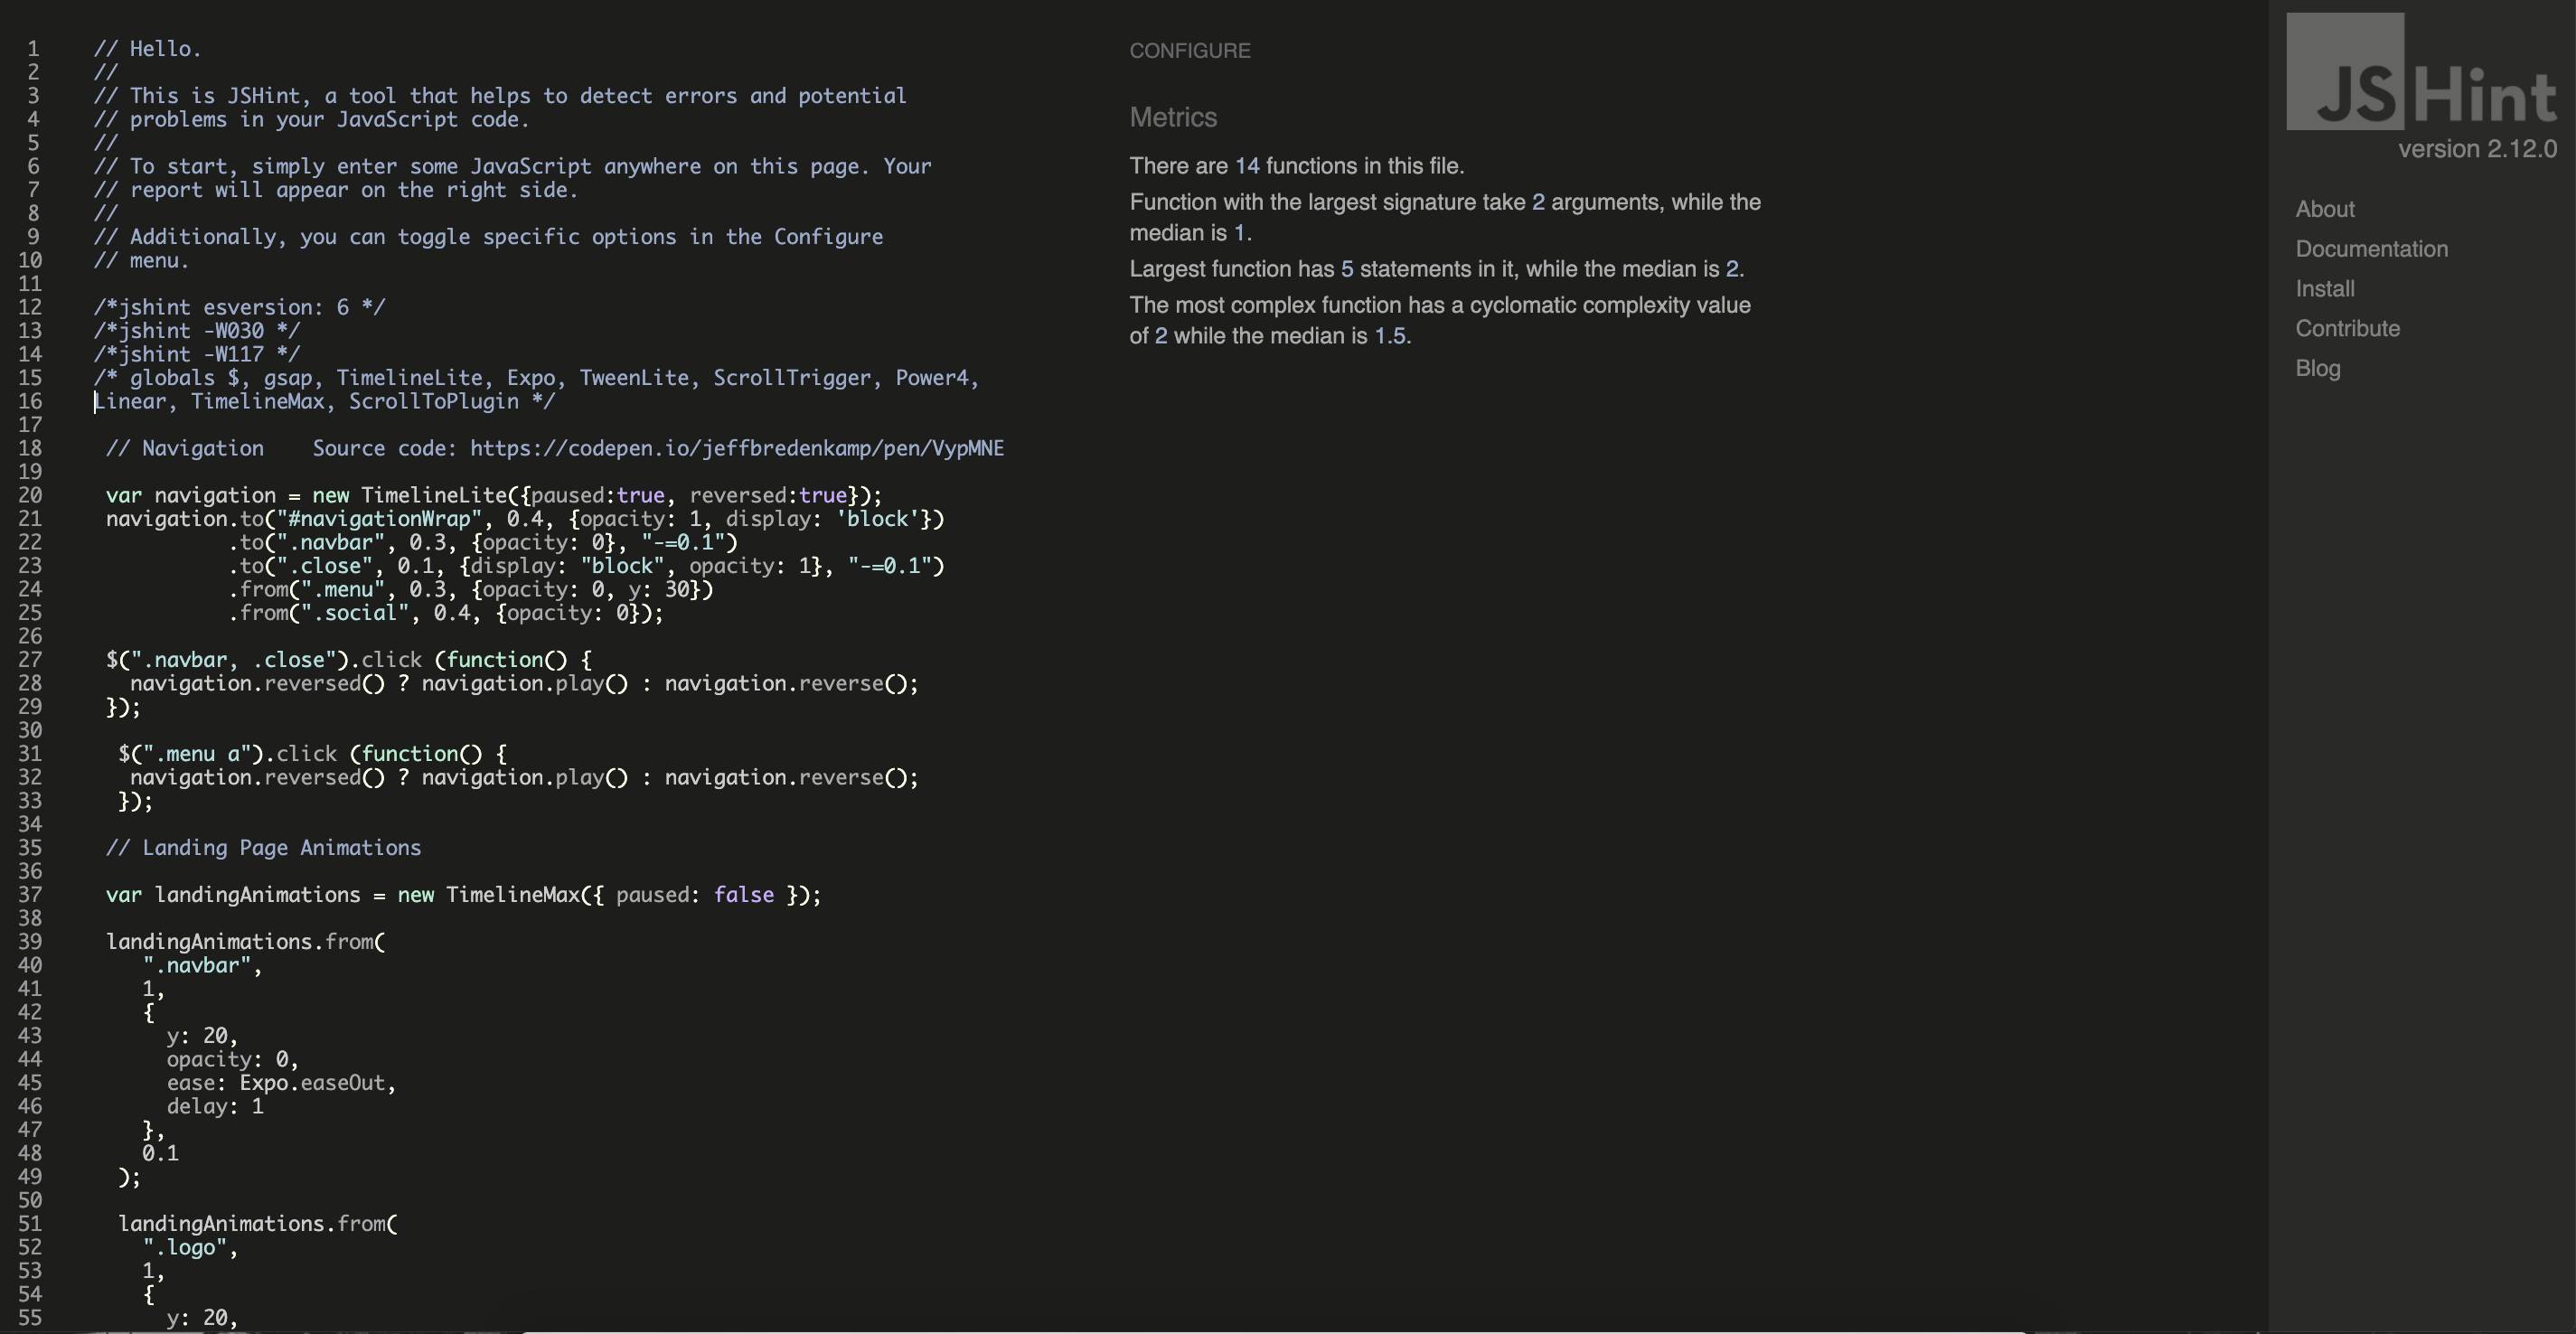 1 // Hello.
2 //
3 // This is JSHint, a tool that helps to detect errors and potential
4 // problems in your JavaScript code.
5 //
6 // To start, simply enter some JavaScript anywhere on this page. Your
7 // report will appear on the right side.
8 //
9 // Additionally, you can toggle specific options in the Configure
10 // menu.
11
12 /*jshint esversion: 6 */
13 /*jshint -W030 */
14 /*jshint -W117 */
15 /* globals $, gsap, TimelineLite, Expo, TweenLite, ScrollTrigger, Power4,
16 Linear, TimelineMax, ScrollToPlugin */
17
18 // Navigation    Source code: https://codepen.io/jeffbredenkamp/pen/VypMNE
19
20 var navigation = new TimelineLite({paused:true, reversed:true});
21 navigation.to("#navigationWrap", 0.4, {opacity: 1, display: 'block'})
22 .to(".navbar", 0.3, {opacity: 0}, "-=0.1")
23 .to(".close", 0.1, {display: "block", opacity: 1}, "-=0.1")
24 .from(".menu", 0.3, {opacity: 0, y: 30})
25 .from(".social", 0.4, {opacity: 0});
26
27 $(".navbar, .close").click (function() {
28 navigation.reversed() ? navigation.play() : navigation.reverse();
29 });
30
31 $(".menu a").click (function() {
32 navigation.reversed() ? navigation.play() : navigation.reverse();
33 });
34
35 // Landing Page Animations
36
37 var landingAnimations = new TimelineMax({ paused: false });
38
39 landingAnimations.from(
40 ".navbar",
41 1,
42 {
43 y: 20,
44 opacity: 0,
45 ease: Expo.easeOut,
46 delay: 1
47 },
48 0.1
49 );
50
51 landingAnimations.from(
52 ".logo",
53 1,
54 {
55 y: 20,
CONFIGURE
Metrics
There are 14 functions in this file.
Function with the largest signature take 2 arguments, while the
median is 1.
Largest function has 5 statements in it, while the median is 2.
The most complex function has a cyclomatic complexity value
of 2 while the median is 1.5.
JSHint
version 2.12.0
About
Documentation
Install
Contribute
Blog